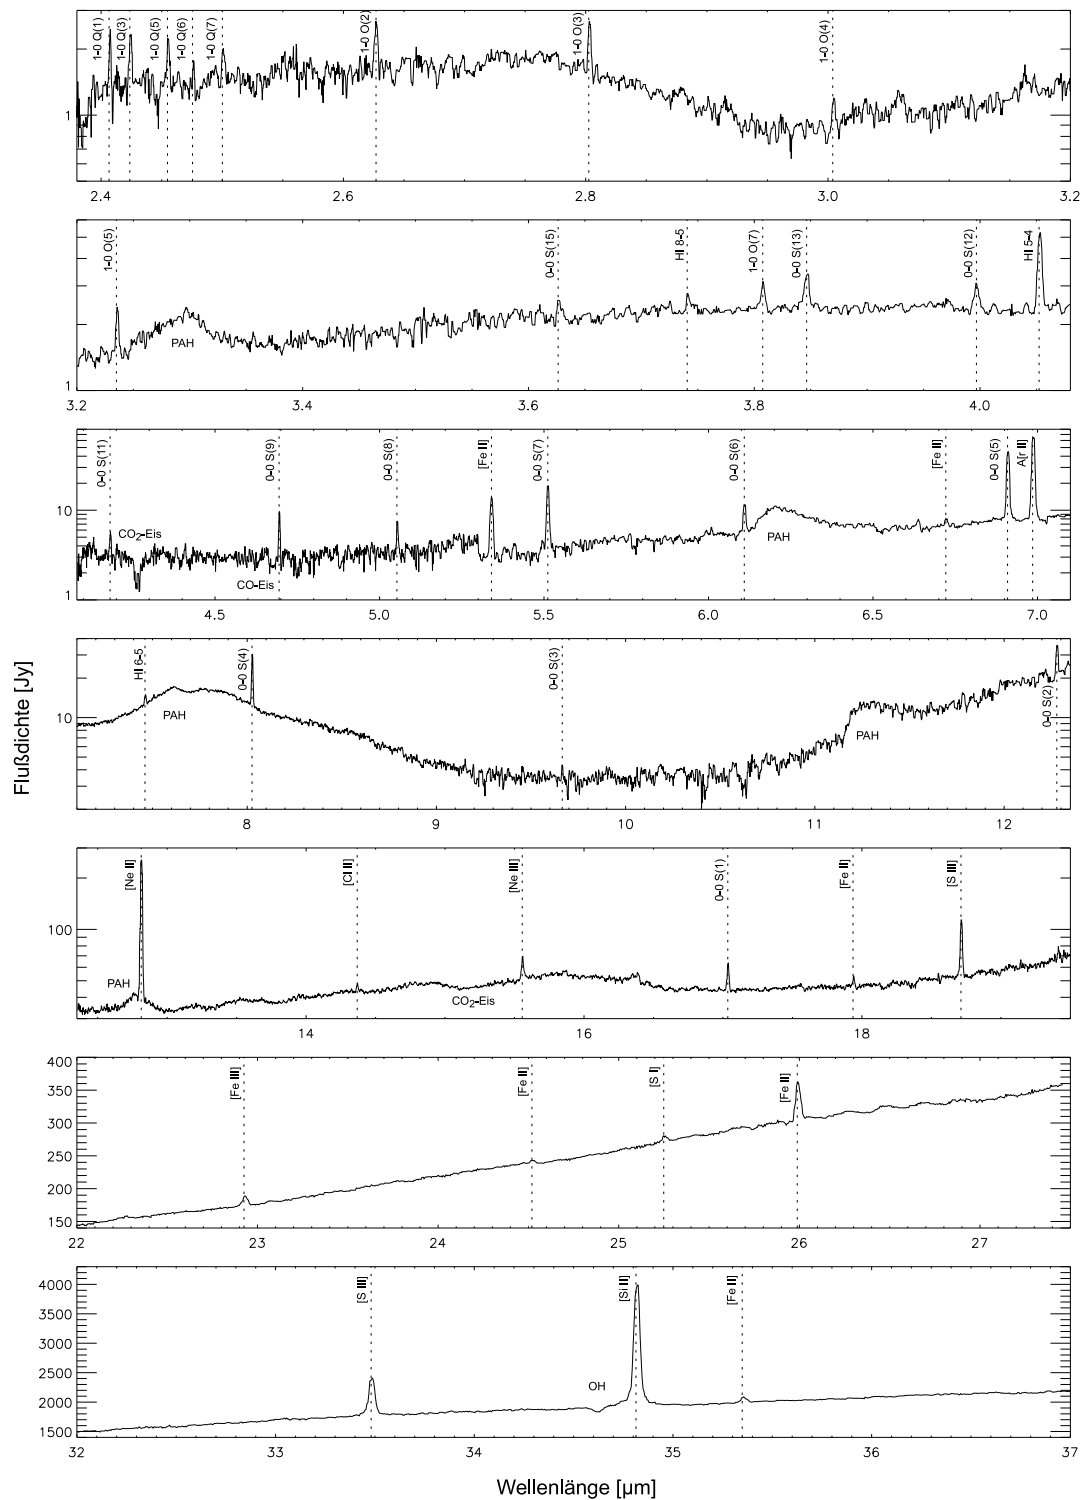 1-0 Q(1)
1-0 Q(3)
1-0 Q(5)
1-0 Q(6)
1-0 Q(7)
1-0 O(2)
1-0 O(3)
1-0 O(4)
1
2.4
2.6
2.8
3.0
3.2
1-0 O(5)
PAH
0-0 S(15)
HI 8-5
1-0 O(7)
0-0 S(13)
0-0 S(12)
HI 5-4
1
3.2
3.4
3.6
3.8
4.0
0-0 S(11)
CO2-Eis
0-0 S(9)
CO-Eis
0-0 S(8)
[Fe II]
0-0 S(7)
0-0 S(6)
PAH
[Fe II]
0-0 S(5)
A[r II]
10
1
4.5
5.0
5.5
6.0
6.5
7.0
HI 6-5
PAH
0-0 S(4)
0-0 S(3)
PAH
0-0 S(2)
10
8
9
10
11
12
Flußdichte [Jy]
PAH
[Ne II]
[Cl II]
CO2-Eis
[Ne III]
0-0 S(1)
[Fe II]
[S III]
100
14
16
18
[Fe III]
[Fe II]
[S I]
[Fe II]
400
350
300
250
200
150
22
23
24
25
26
27
[S III]
OH
[Si II]
[Fe II]
4000
3500
3000
2500
2000
1500
32
33
34
35
36
37
Wellenlänge [µm]